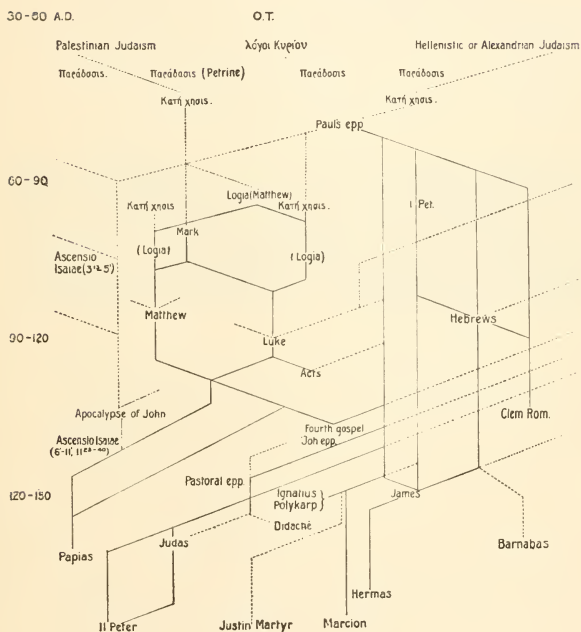 30-60 A.D.
O.T.
Palestinian Judaism
λόγοι Κυρίου
Hellenistic or Alexandrian Judaism
Παράδοσις.
Παράδοσις (Petrine)
Παράδοσις
Παράδοσις
Κατήχησις.
Κατήχησις.
Paul's epp
60-90
Logia (Matthew)
Κατήχησις
Κατήχησις.
I Pet.
Mark
(Logia)
(Logia)
Ascensio
Isaiae (3¹³ 5¹)
Matthew
Hebrews
90-120
Luke
Acts
Apocalypse of John
Clem Rom.
Fourth gospel
Joh epp.
Ascensio Isaiae
(6¹-11¹, 11²³⁻⁴⁰)
Pastoral epp.
120-150
Ignatius
Polykarp }
James
Didachè
Papias
Judas
Barnabas
Hermas
II Peter
Justin Martyr
Marcion